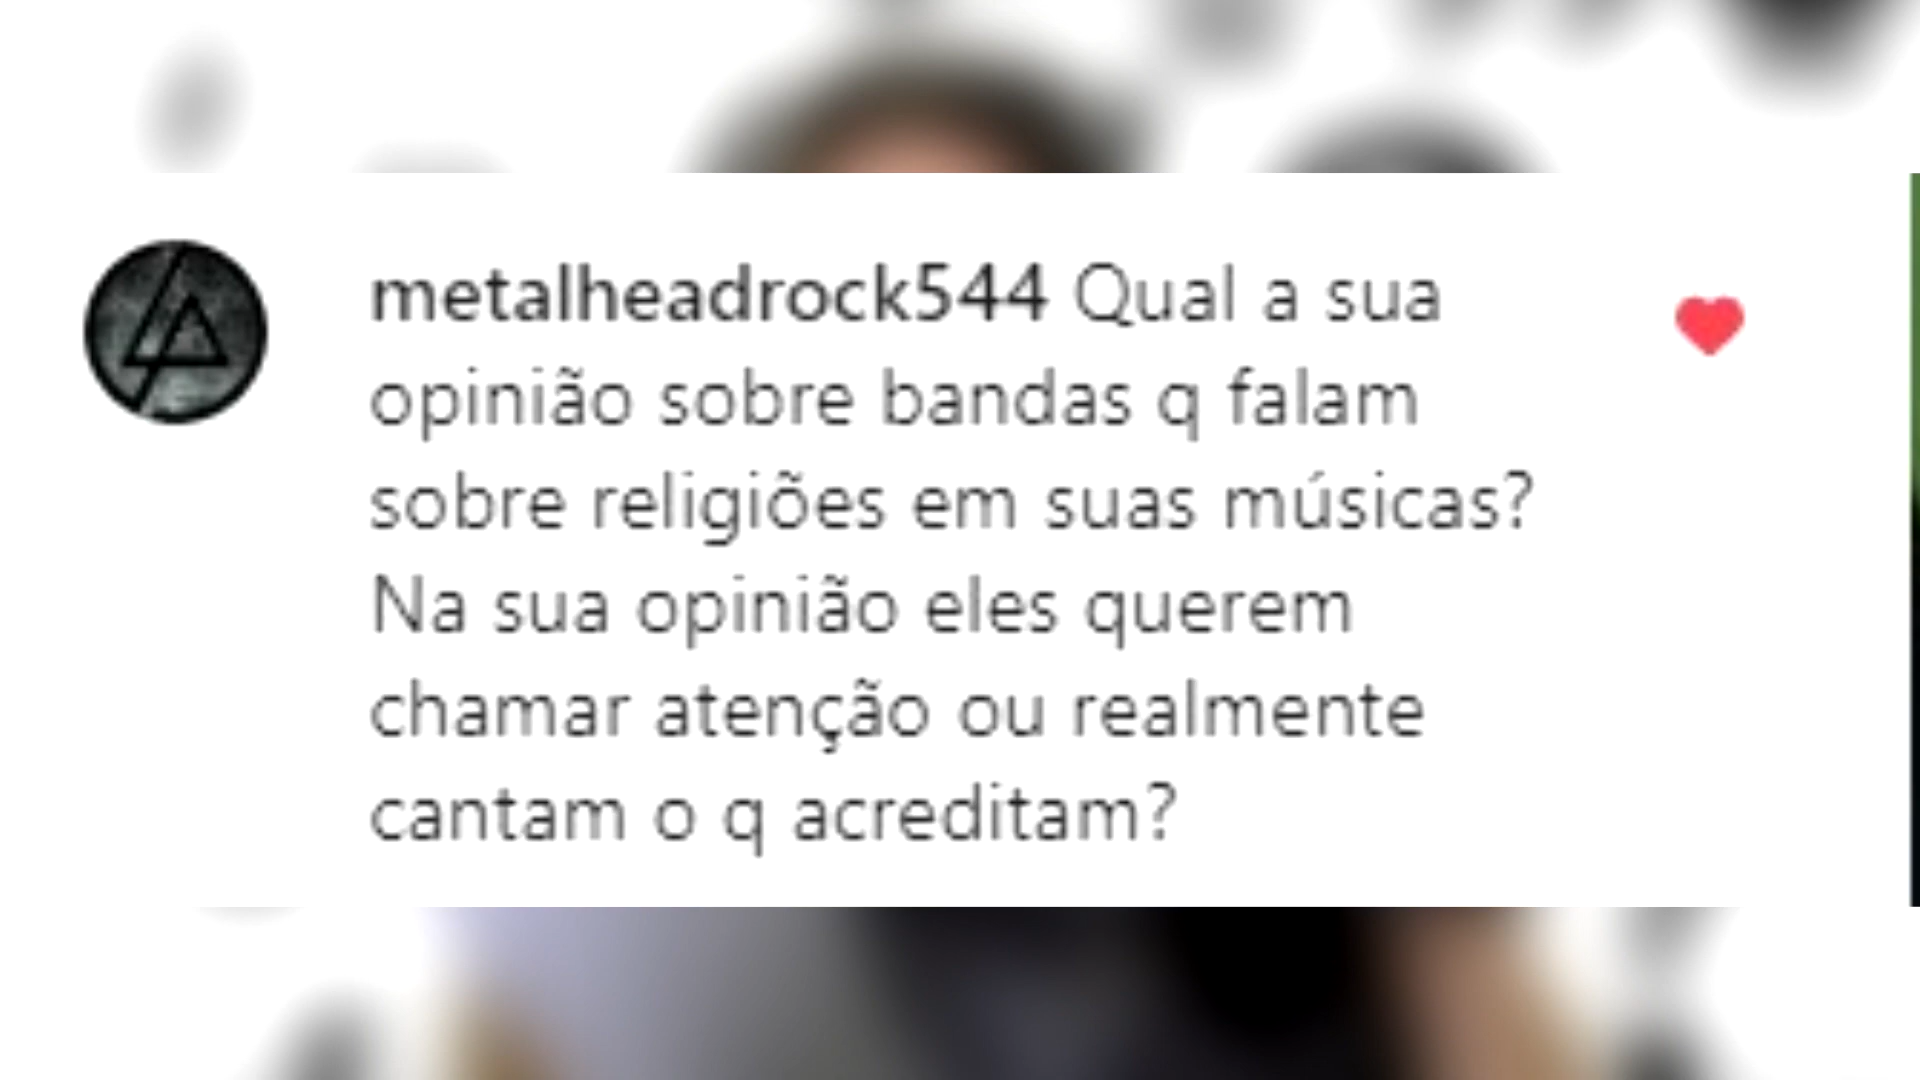 metalheadrock544 Qual a sua
opinião sobre bandas q falam
sobre religiões em suas músicas?
Na sua opinião eles querem
chamar atenção ou realmente
cantam o q acreditam?